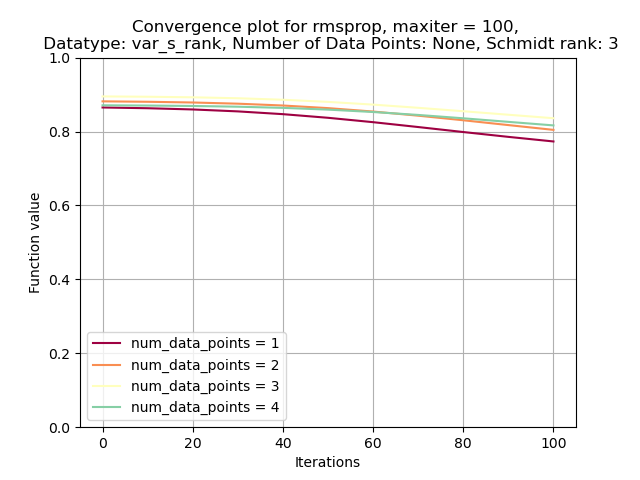 Convergence plot for rmsprop, maxiter = 100,
Datatype: var_s_rank, Number of Data Points: None, Schmidt rank: 3
1.0
0.8
0.6
0.4
0.2
0.0
Function value
num_data_points = 1
num_data_points = 2
num_data_points = 3
num_data_points = 4
0 20 40 60 80 100
Iterations